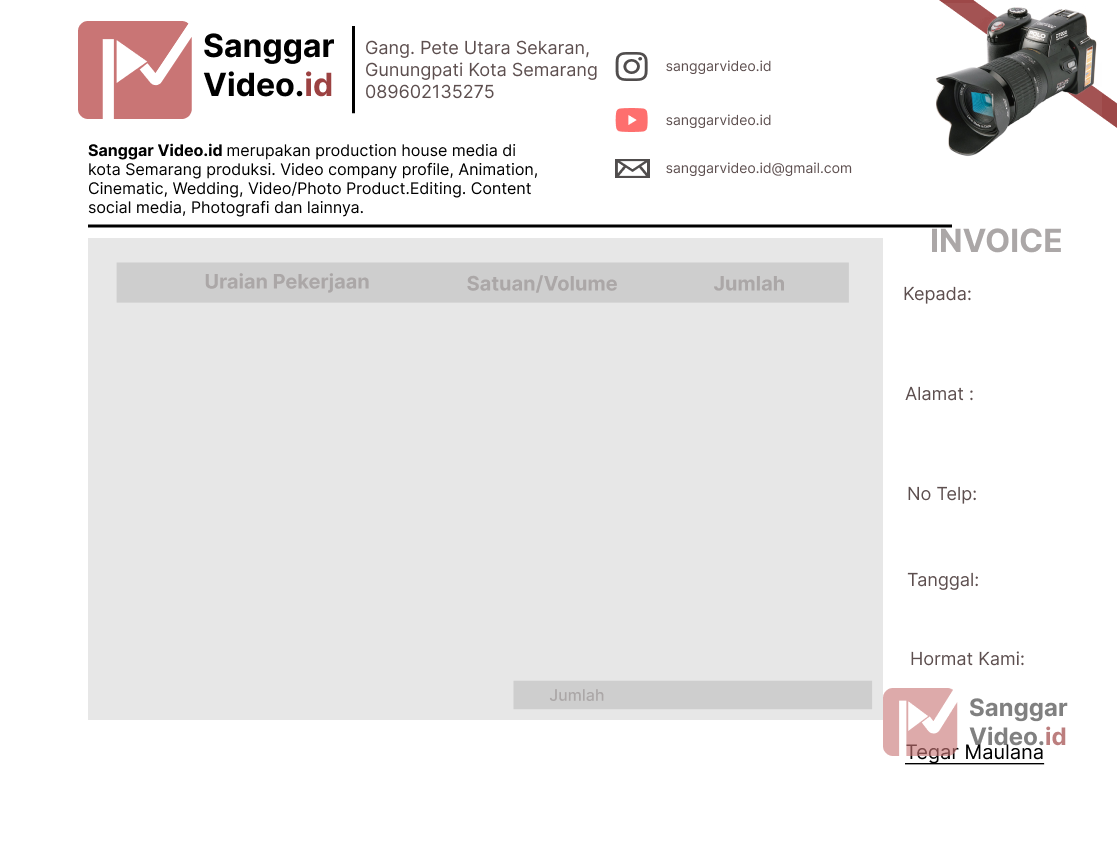 Sanggar
Video.id
Gang. Pete Utara Sekaran,
Gunungpati Kota Semarang
089602135275
sanggarvideo.id
sanggarvideo.id
sanggarvideo.id@gmail.com
Sanggar Video.id merupakan production house media di
kota Semarang produksi. Video company profile, Animation,
Cinematic, Wedding, Video/Photo Product.Editing. Content
social media, Photografi dan lainnya.
INVOICE
Uraian Pekerjaan Satuan/Volume Jumlah
Kepada:
Alamat :
No Telp:
Tanggal:
Hormat Kami:
Jumlah
Sanggar
Video.id
Tegar Maulana